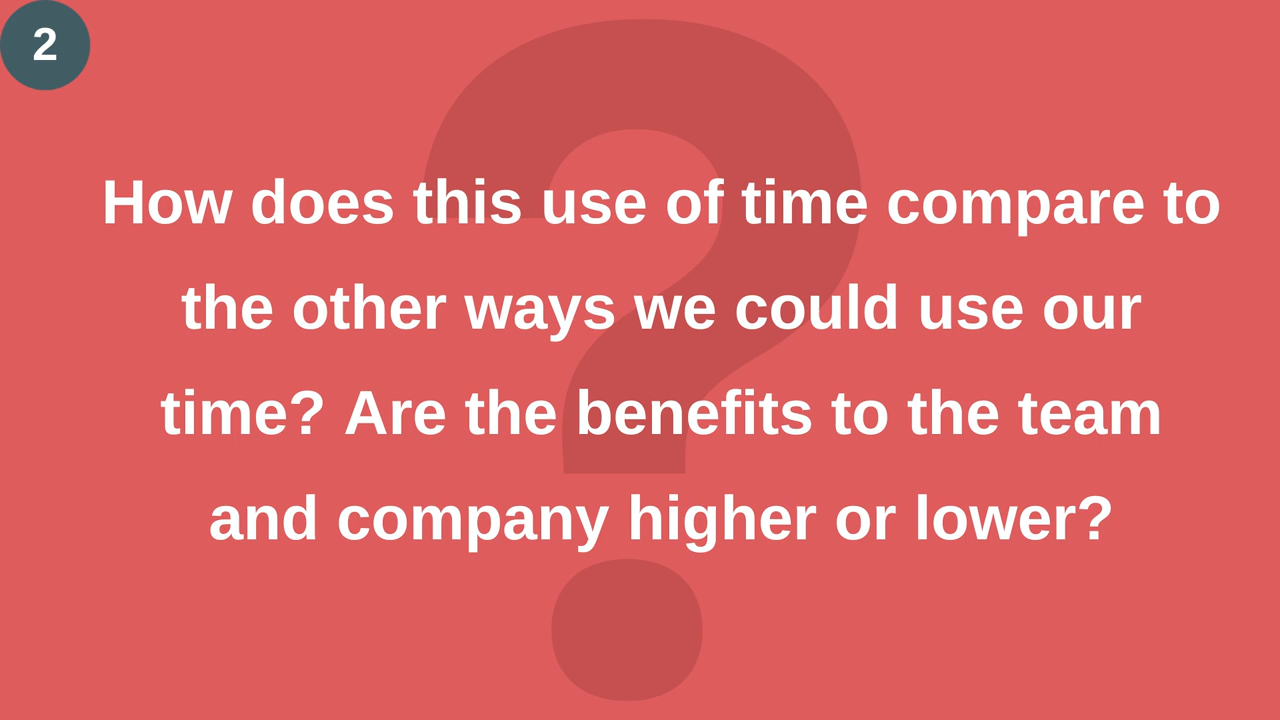 2
How does this use of time compare to
the other ways we could use our
time? Are the benefits to the team
and company higher or lower?
?